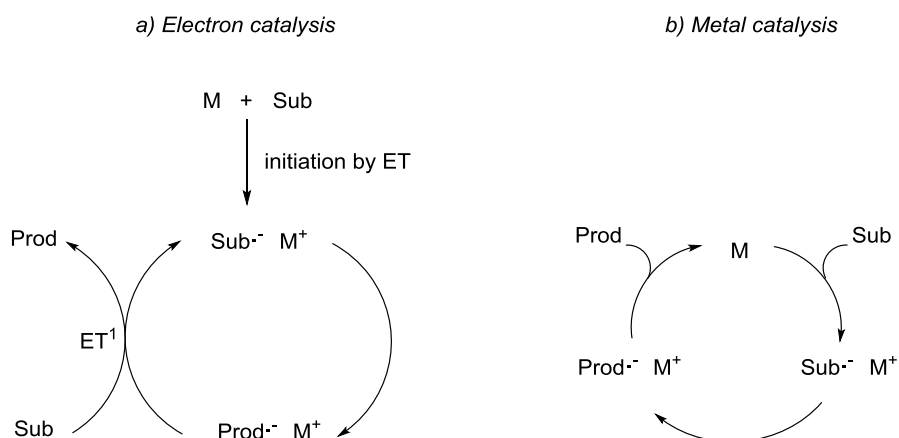 a) Electron catalysis
b) Metal catalysis
M + Sub
initiation by ET
Prod
Sub·- M+
ET1
Sub
Prod·- M+
Prod
M
Sub
Prod·- M+
Sub·- M+